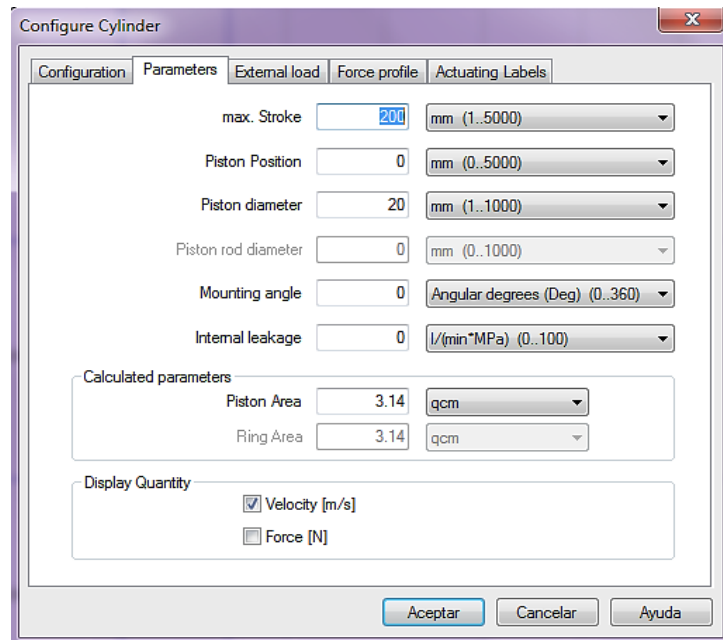 Configure Cylinder
x
Configuration Parameters External load Force profile Actuating Labels
max. Stroke 200 mm (1..5000)
Piston Position 0 mm (0..5000)
Piston diameter 20 mm (1..1000)
Piston rod diameter 0 mm (0..1000)
Mounting angle 0 Angular degrees (Deg) (0..360)
Internal leakage 0 l/(min*MPa) (0..100)
Calculated parameters
Piston Area 3.14 qcm
Ring Area 3.14 qcm
Display Quantity
Velocity [m/s]
Force [N]
Aceptar Cancelar Ayuda